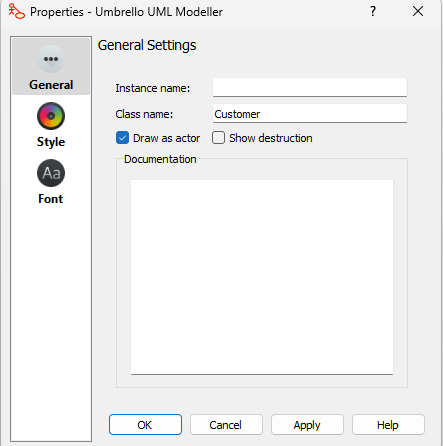 Properties - Umbrello UML Modeller
?
General
Style
Aa
Font
General Settings
Instance name:
Class name: Customer
Draw as actor Show destruction
Documentation
OK Cancel Apply Help